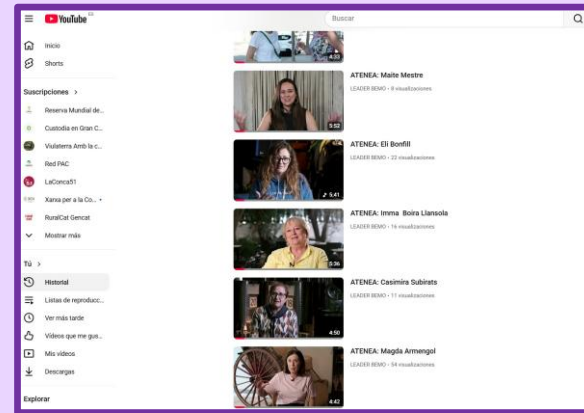 YouTube ES
Buscar
Inicio
Shorts
Suscripciones >
Reserva Mundial de...
Custodia en Gran C...
Viulaterra Amb la c...
Red PAC
LaConca51
Xarxa per a la Co...
RuralCat Gencat
Mostrar más
Tú >
Historial
Listas de reproducc...
Ver más tarde
Vídeos que me gus...
Mis vídeos
Descargas
Explorar
4:33
5:52
ATENEA: Maite Mestre
LEADER BEMO • 8 visualizaciones
5:41
ATENEA: Eli Bonfill
LEADER BEMO • 22 visualizaciones
5:36
ATENEA: Imma Boira Llansola
LEADER BEMO • 16 visualizaciones
4:50
ATENEA: Casimira Subirats
LEADER BEMO • 11 visualizaciones
4:42
ATENEA: Magda Armengol
LEADER BEMO • 54 visualizaciones